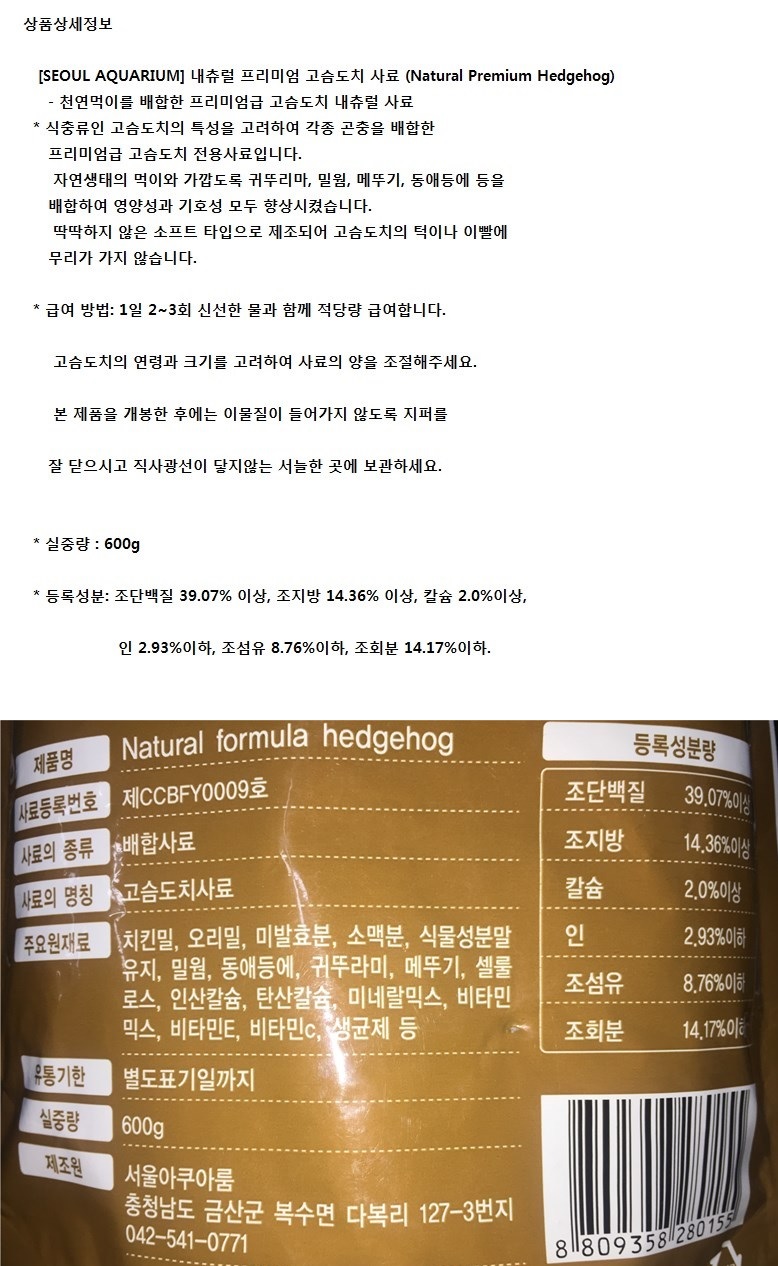 상품상세정보
[SEOUL AQUARIUM] 내츄럴 프리미엄 고슴도치 사료 (Natural Premium Hedgehog)
- 천연먹이를 배합한 프리미엄급 고슴도치 내츄럴 사료
* 식충류인 고슴도치의 특성을 고려하여 각종 곤충을 배합한
프리미엄급 고슴도치 전용사료입니다.
자연생태의 먹이와 가깝도록 귀뚜리마, 밀웜, 메뚜기, 동애등에 등을
배합하여 영양성과 기호성 모두 향상시켰습니다.
딱딱하지 않은 소프트 타입으로 제조되어 고슴도치의 턱이나 이빨에
무리가 가지 않습니다.
* 급여 방법: 1일 2~3회 신선한 물과 함께 적당량 급여합니다.
고슴도치의 연령과 크기를 고려하여 사료의 양을 조절해주세요.
본 제품을 개봉한 후에는 이물질이 들어가지 않도록 지퍼를
잘 닫으시고 직사광선이 닿지않는 서늘한 곳에 보관하세요.
* 실중량 : 600g
* 등록성분: 조단백질 39.07% 이상, 조지방 14.36% 이상, 칼슘 2.0%이상,
인 2.93%이하, 조섬유 8.76%이하, 조회분 14.17%이하.
제품명 Natural formula hedgehog
사료등록번호 제CCBFY0009호
사료의 종류 배합사료
사료의 명칭 고슴도치사료
주요원재료 치킨밀, 오리밀, 미발효분, 소맥분, 식물성분말
유지, 밀웜, 동애등에, 귀뚜라미, 메뚜기, 셀룰
로스, 인산칼슘, 탄산칼슘, 미네랄믹스, 비타민
믹스, 비타민E, 비타민c, 생균제 등
유통기한 별도표기일까지
실중량 600g
제조원 서울아쿠아룸
충청남도 금산군 복수면 다복리 127-3번지
042-541-0771
등록성분량
조단백질 39.07%이상
조지방 14.36%이상
칼슘 2.0%이상
인 2.93%이하
조섬유 8.76%이하
조회분 14.17%이하
8 809358 280155